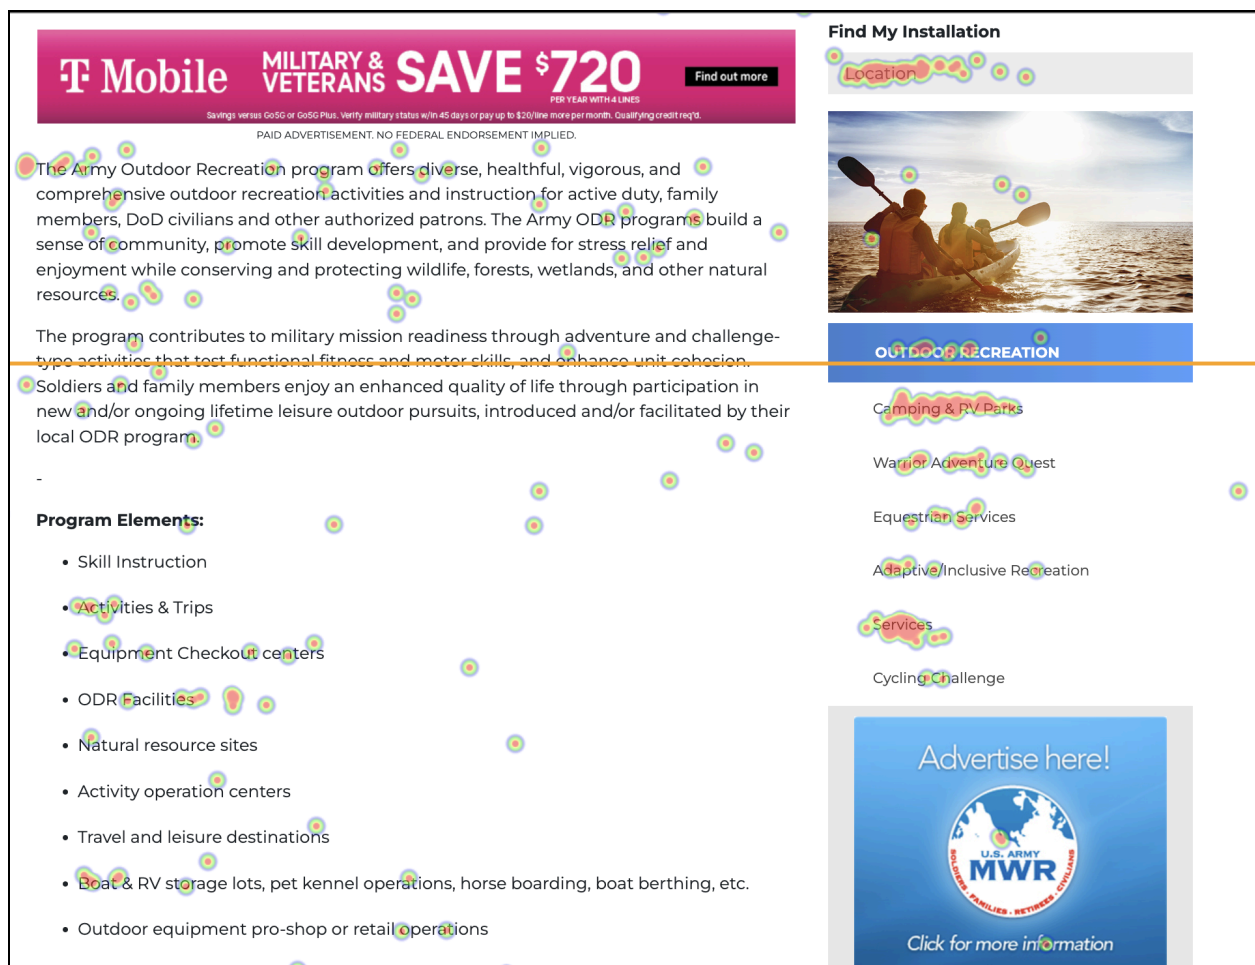 T Mobile
MILITARY &
VETERANS
SAVE $720
PER YEAR WITH 4 LINES
Find out more
Savings versus Go5G or Go5G Plus. Verify military status w/in 45 days or pay up to $20/line more per month. Qualifying credit req'd.
PAID ADVERTISEMENT. NO FEDERAL ENDORSEMENT IMPLIED.
The Army Outdoor Recreation program offers diverse, healthful, vigorous, and
comprehensive outdoor recreation activities and instruction for active duty, family
members, DoD civilians and other authorized patrons. The Army ODR programs build a
sense of community, promote skill development, and provide for stress relief and
enjoyment while conserving and protecting wildlife, forests, wetlands, and other natural
resources.
The program contributes to military mission readiness through adventure and challenge-
type activities that test functional fitness and motor skills, and enhance unit cohesion.
Soldiers and family members enjoy an enhanced quality of life through participation in
new and/or ongoing lifetime leisure outdoor pursuits, introduced and/or facilitated by their
local ODR program.
-
Program Elements:
• Skill Instruction
• Activities & Trips
• Equipment Checkout centers
• ODR Facilities
• Natural resource sites
• Activity operation centers
• Travel and leisure destinations
• Boat & RV storage lots, pet kennel operations, horse boarding, boat berthing, etc.
• Outdoor equipment pro-shop or retail operations
Find My Installation
Location
OUTDOOR RECREATION
Camping & RV Parks
Warrior Adventure Quest
Equestrian Services
Adaptive/Inclusive Recreation
Services
Cycling Challenge
Advertise here!
U.S. ARMY
MWR
SOLDIERS • FAMILIES • RETIREES • CIVILIANS
Click for more information